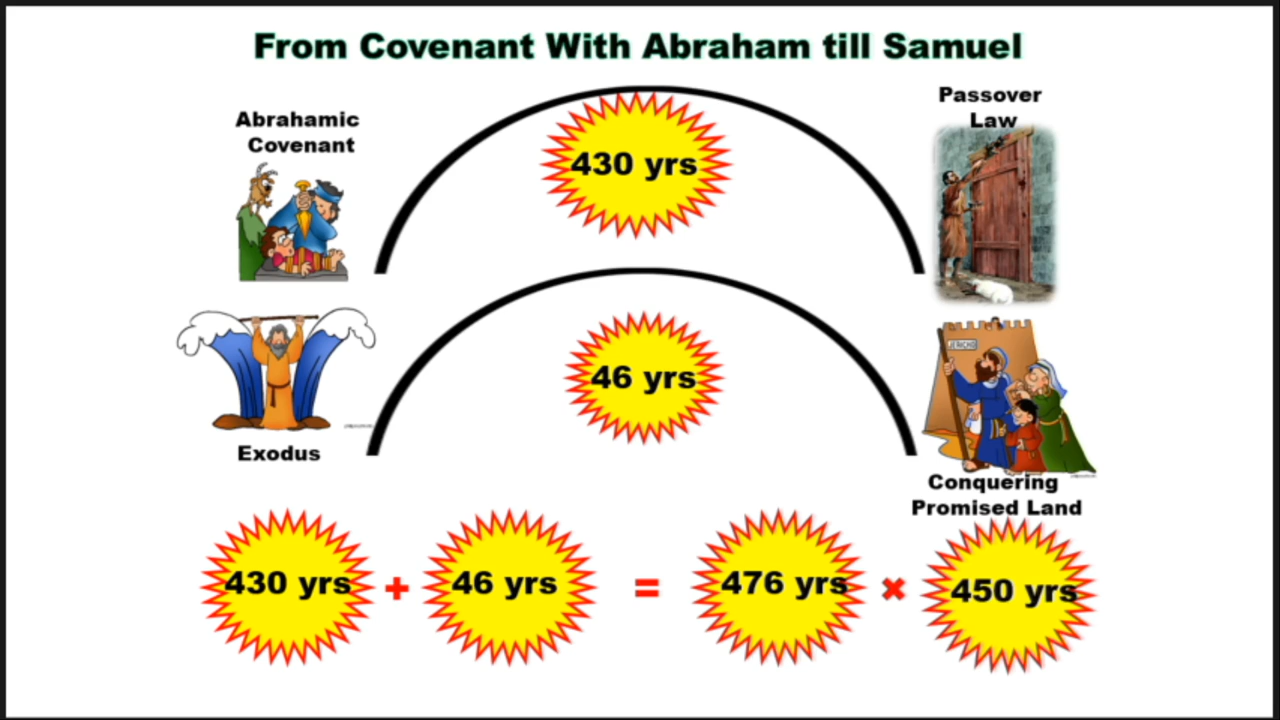 From Covenant With Abraham till Samuel
Abrahamic
Covenant
430 yrs
Passover
Law
46 yrs
JERICHO
Exodus
Conquering
Promised Land
430 yrs + 46 yrs = 476 yrs × 450 yrs